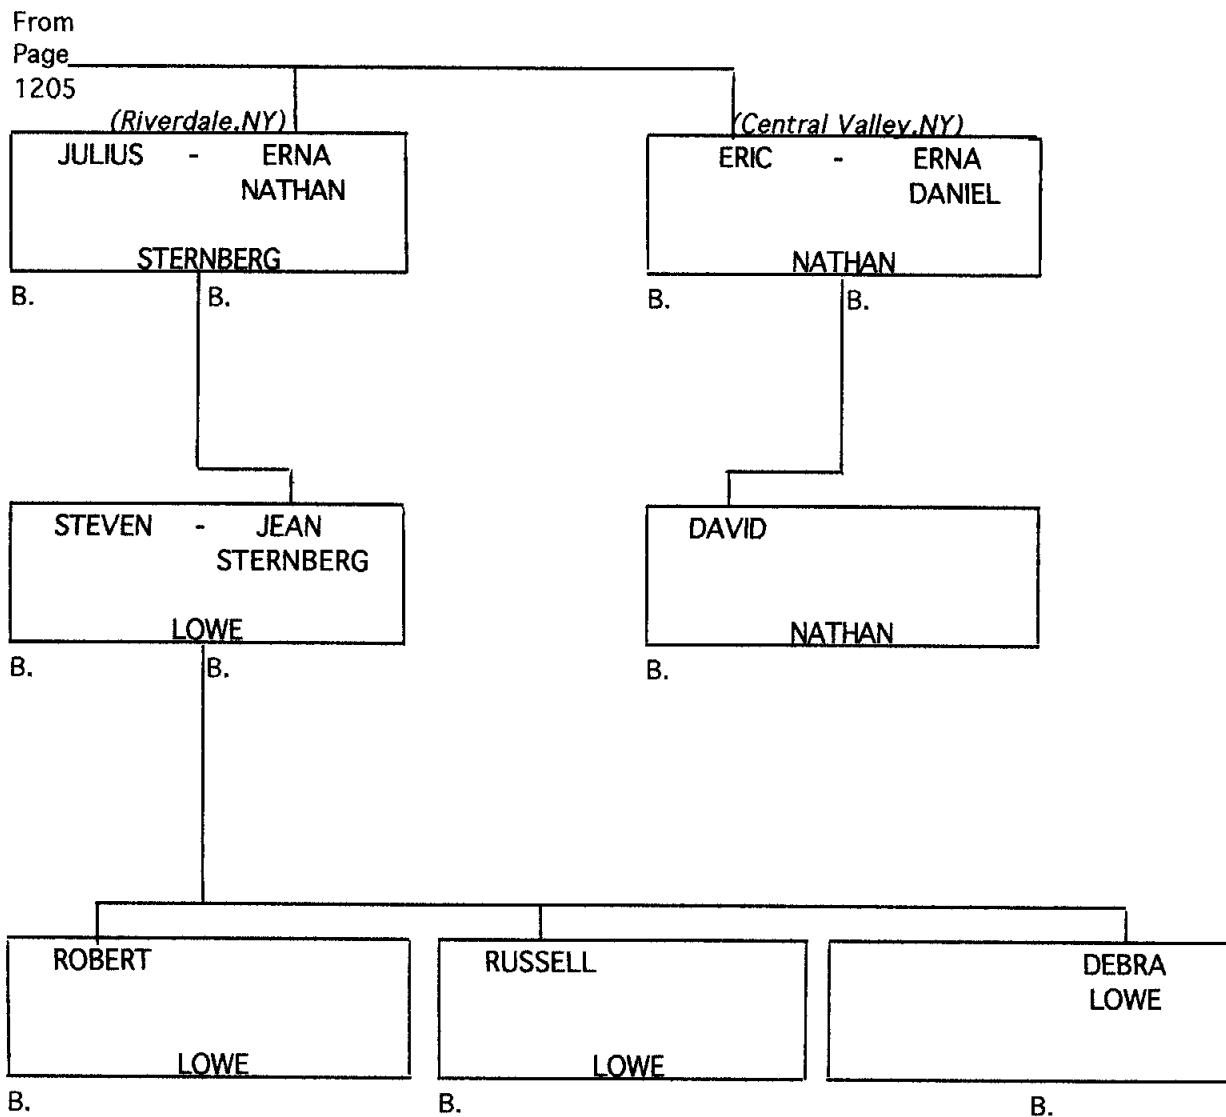 From
Page
1205
(Riverdale,NY)
JULIUS - ERNA
NATHAN
STERNBERG
B. B.
(Central Valley,NY)
ERIC - ERNA
DANIEL
NATHAN
B. B.
STEVEN - JEAN
STERNBERG
LOWE
B. B.
DAVID
NATHAN
B.
ROBERT
LOWE
B.
RUSSELL
LOWE
B.
DEBRA
LOWE
B.